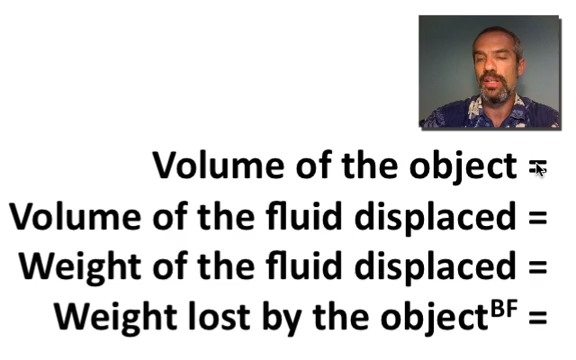 Volume of the object =
Volume of the fluid displaced =
Weight of the fluid displaced =
Weight lost by the objectBF =